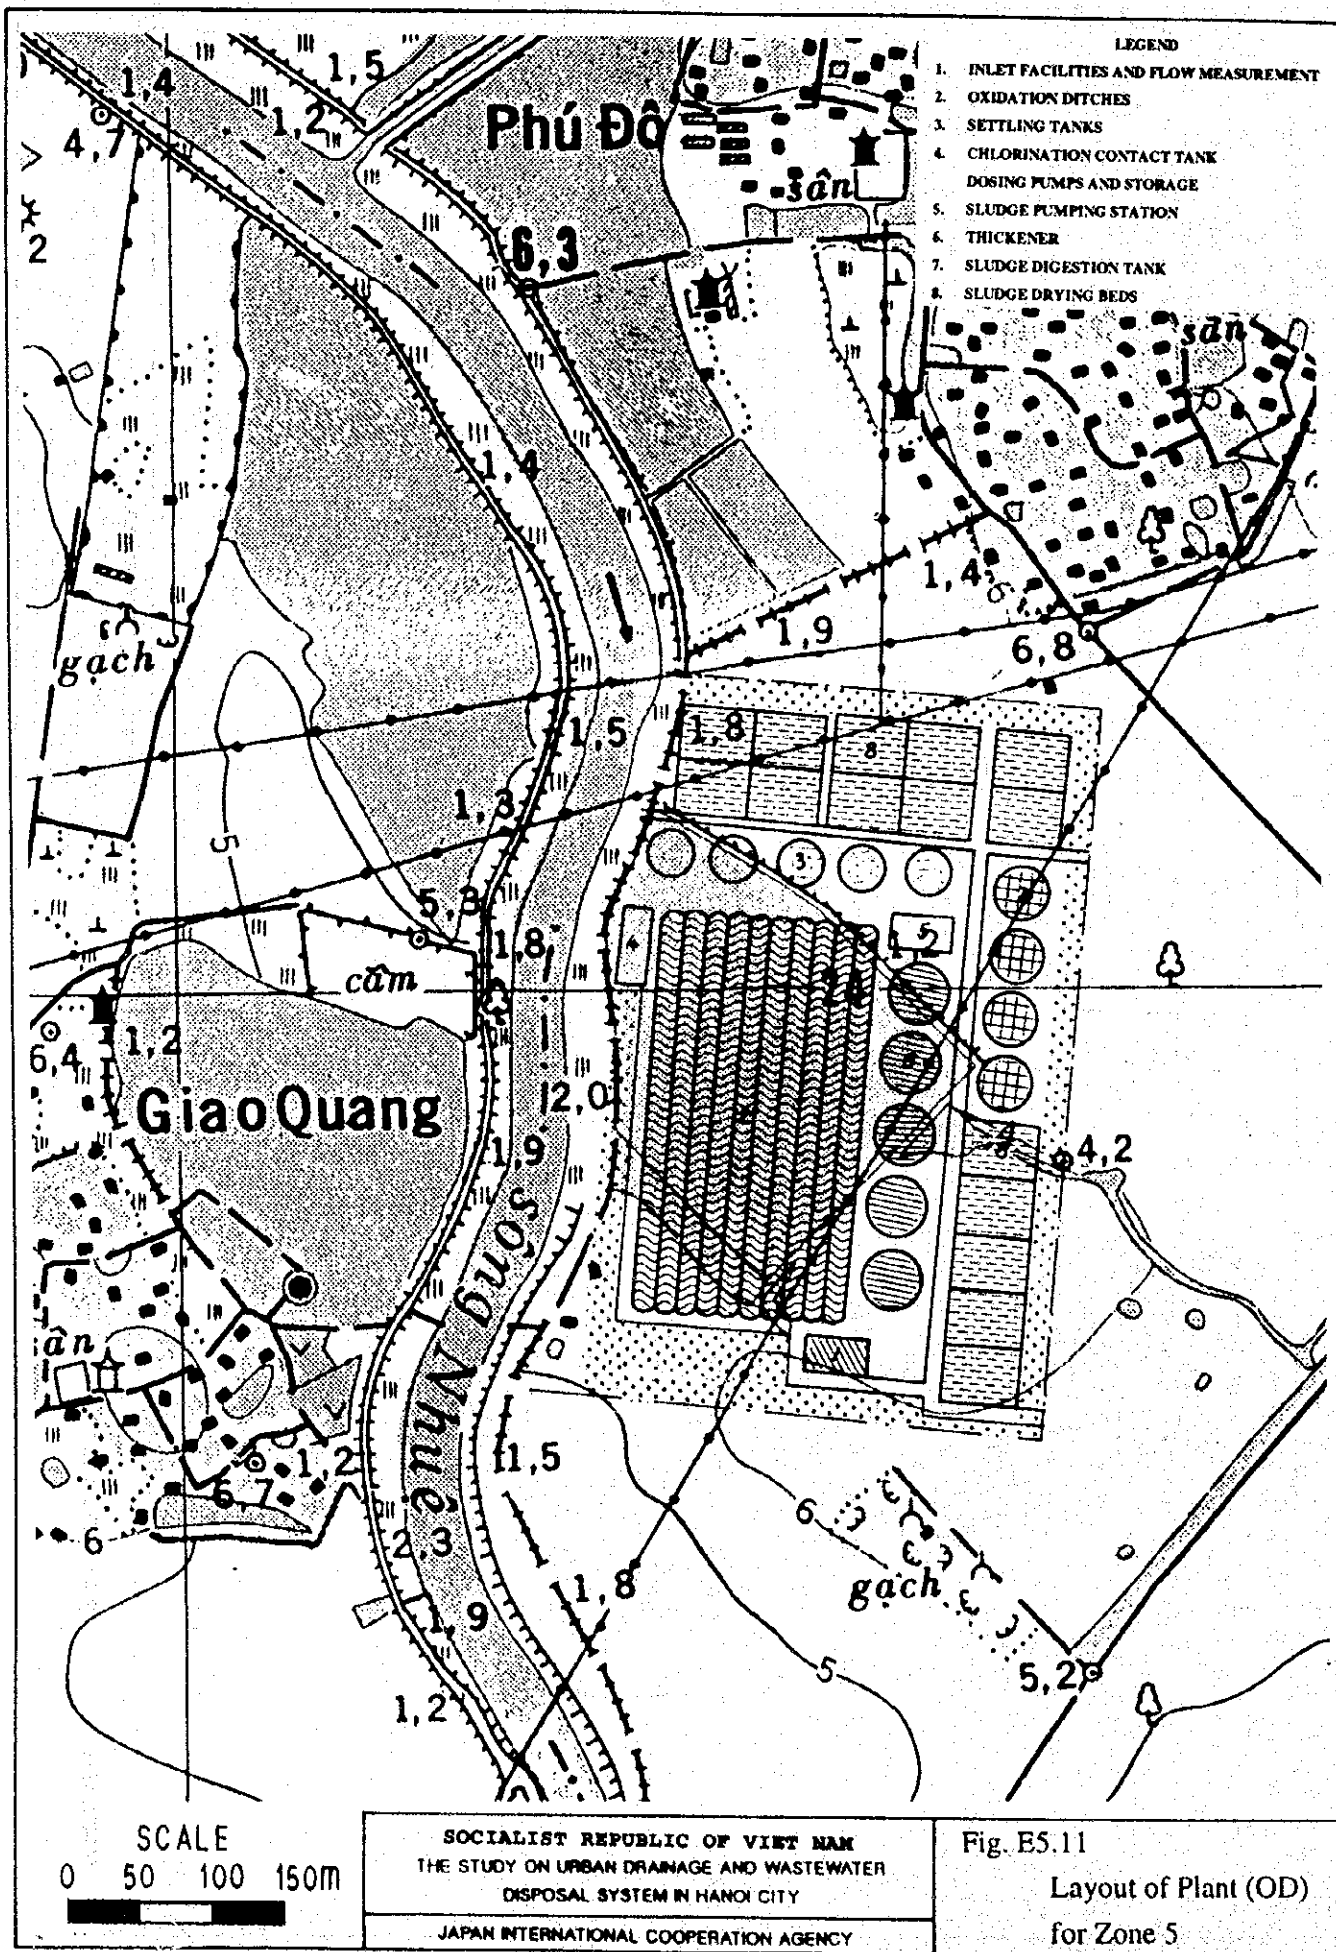 LEGEND
1. INLET FACILITIES AND FLOW MEASUREMENT
2. OXIDATION DITCHES
3. SETTLING TANKS
4. CHLORINATION CONTACT TANK
DOSING PUMPS AND STORAGE
5. SLUDGE PUMPING STATION
6. THICKENER
7. SLUDGE DIGESTION TANK
8. SLUDGE DRYING BEDS
1,5
1,4
1,2
4,7
Phú Đô
sân
2
6,3
sân
1,4
1,4
1,9
6,8
gạch
1,5
1,8
8
1,3
5
3
5,3
4
5
1,8
1,2
cấm
6,4
1,2
Giao Quang
2,0
1,9
4,2
8
sông Nhuệ
ân
1,2
1,5
6,7
6
6
2,3
1,8
gạch
1,9
5
5,2
1,2
SCALE
0 50 100 150m
SOCIALIST REPUBLIC OF VIET NAM
THE STUDY ON URBAN DRAINAGE AND WASTEWATER
DISPOSAL SYSTEM IN HANOI CITY
JAPAN INTERNATIONAL COOPERATION AGENCY
Fig. E5.11
Layout of Plant (OD)
for Zone 5